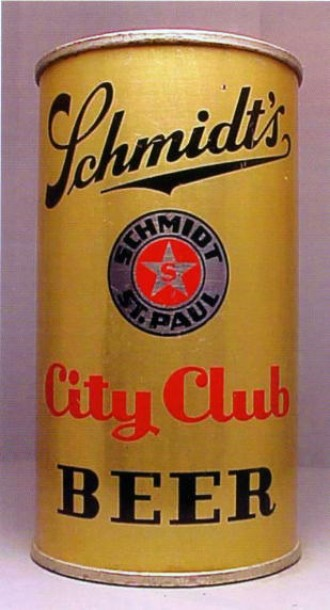 Schmidt's
SCHMIDT
S
ST. PAUL
City Club
BEER